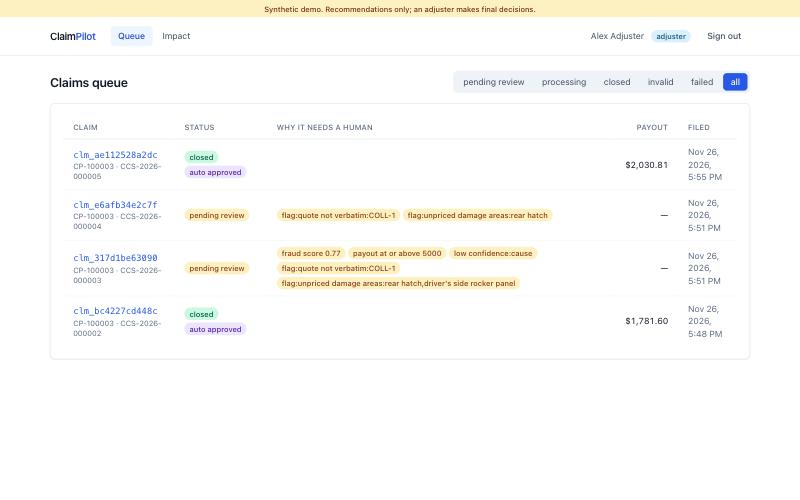 Synthetic demo. Recommendations only; an adjuster makes final decisions.
ClaimPilot Queue Impact Alex Adjuster adjuster Sign out
Claims queue pending review processing closed invalid failed all
CLAIM STATUS WHY IT NEEDS A HUMAN PAYOUT FILED
clm_ae112528a2dc
CP-100003 · CCS-2026-
000005
closed
auto approved
$2,030.81
Nov 26,
2026,
5:55 PM
clm_e6afb34e2c7f
CP-100003 · CCS-2026-
000004
pending review
flag:quote not verbatim:COLL-1 flag:unpriced damage areas:rear hatch
—
Nov 26,
2026,
5:51 PM
clm_317d1be63090
CP-100003 · CCS-2026-
000003
pending review
fraud score 0.77 payout at or above 5000 low confidence:cause
flag:quote not verbatim:COLL-1
flag:unpriced damage areas:rear hatch,driver's side rocker panel
—
Nov 26,
2026,
5:51 PM
clm_bc4227cd448c
CP-100003 · CCS-2026-
000002
closed
auto approved
$1,781.60
Nov 26,
2026,
5:48 PM